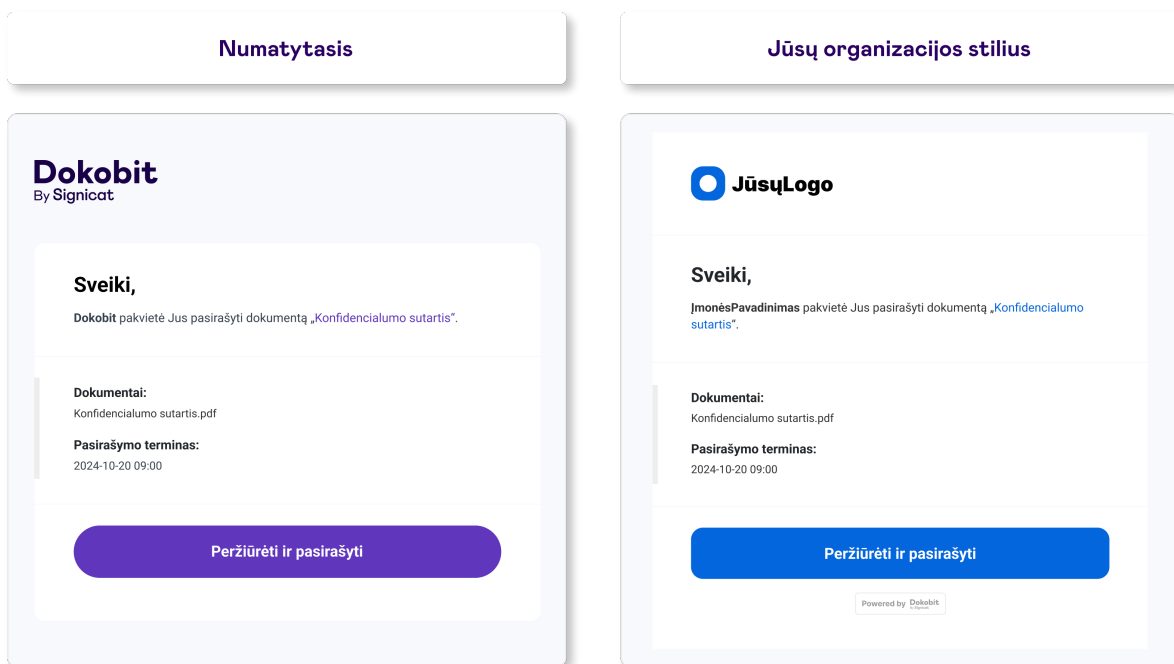 Numatytasis
Jūsų organizacijos stilius
Dokobit
By Signicat
Sveiki,
Dokobit pakvietė Jus pasirašyti dokumentą „Konfidencialumo sutartis“.
Dokumentai:
Konfidencialumo sutartis.pdf
Pasirašymo terminas:
2024-10-20 09:00
Peržiūrėti ir pasirašyti
JūsųLogo
Sveiki,
ĮmonėsPavadinimas pakvietė Jus pasirašyti dokumentą „Konfidencialumo
sutartis“.
Dokumentai:
Konfidencialumo sutartis.pdf
Pasirašymo terminas:
2024-10-20 09:00
Peržiūrėti ir pasirašyti
Powered by Dokobit